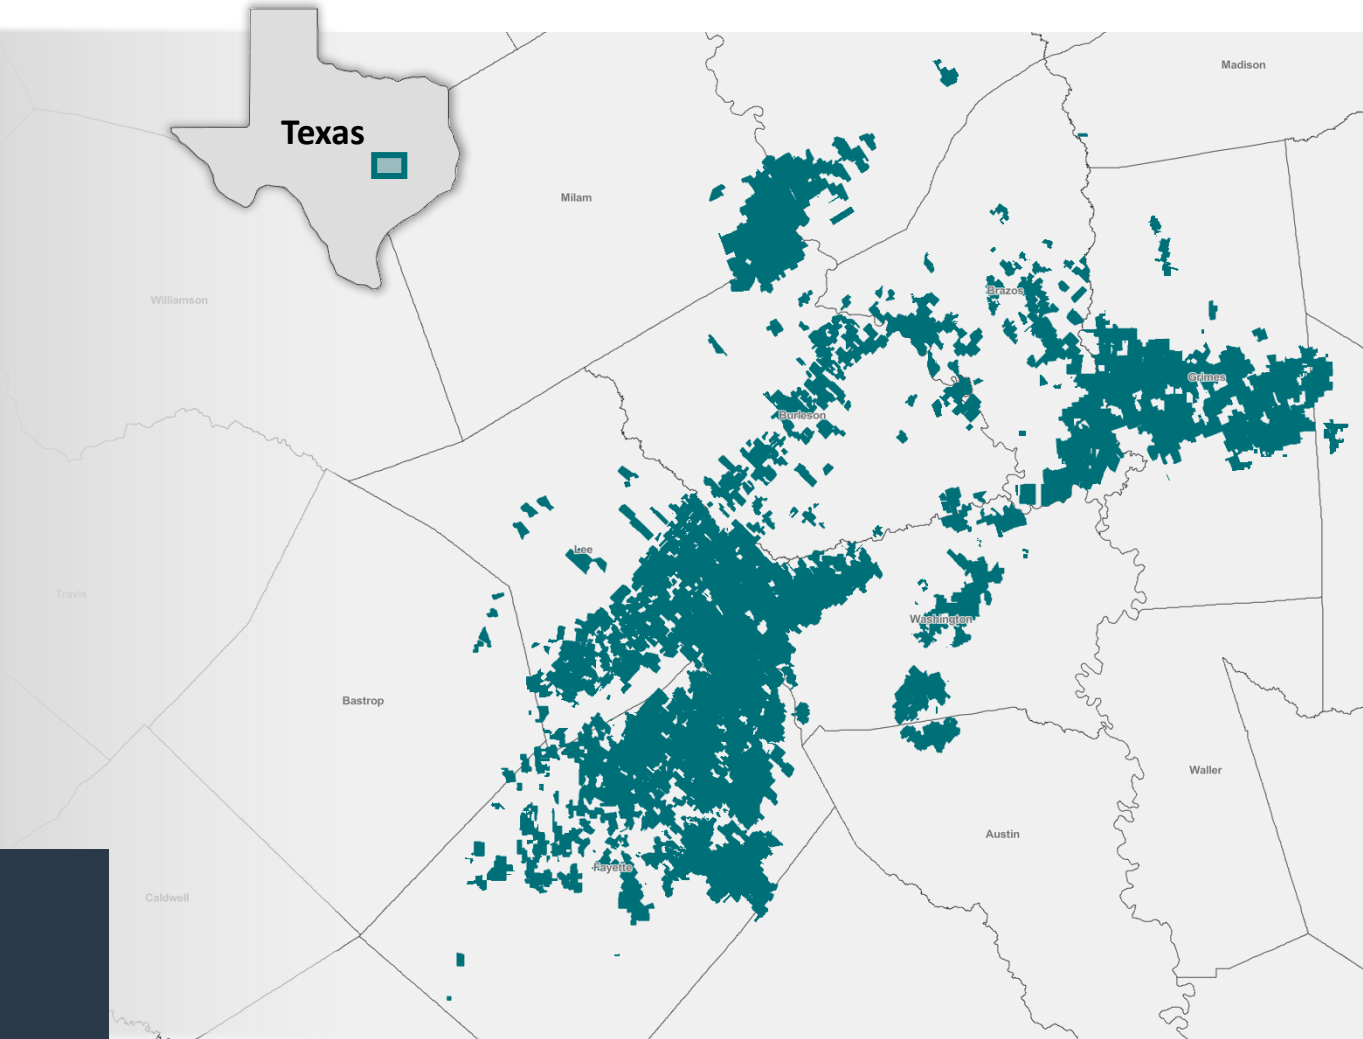 Madison
Texas
Milam
Brazos
Williamson
Grimes
Burleson
Lee
Travis
Washington
Bastrop
Waller
Austin
Fayette
Caldwell